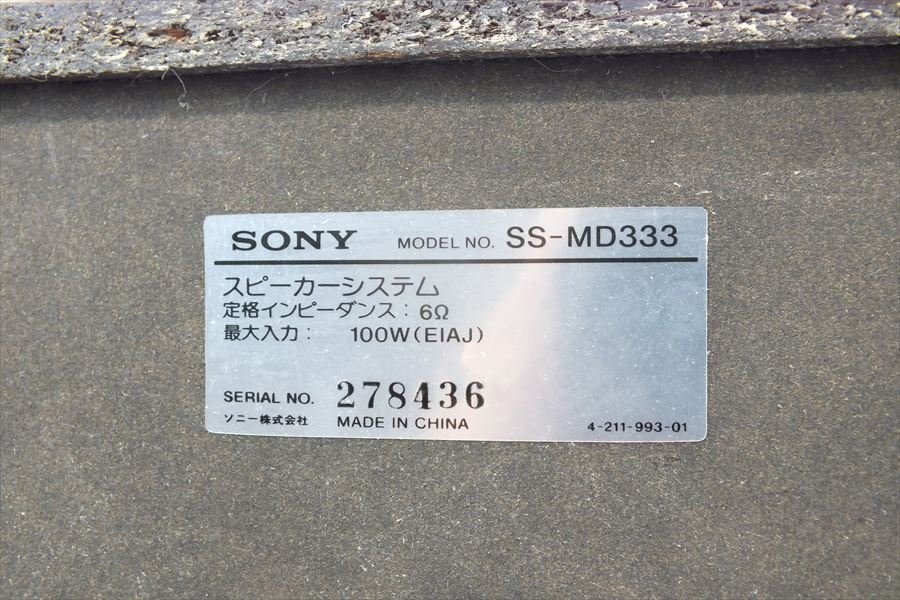 SONY MODEL NO. SS-MD333
スピーカーシステム
定格インピーダンス： 6Ω
最大入力： 100W(EIAJ)
SERIAL NO. 278436
ソニー株式会社 MADE IN CHINA 4-211-993-01